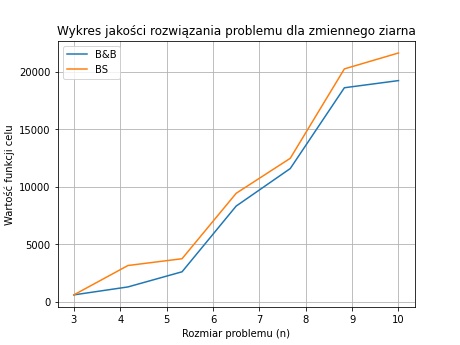 Wykres jakości rozwiązania problemu dla zmiennego ziarna
B&B
BS
20000
15000
10000
5000
0
Wartość funkcji celu
3 4 5 6 7 8 9 10
Rozmiar problemu (n)